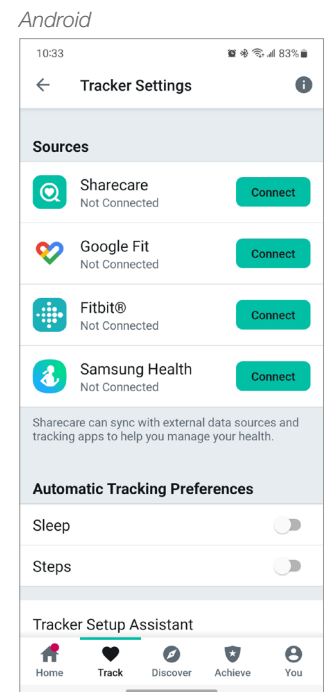 Android
10:33
83%
Tracker Settings
Sources
Sharecare
Not Connected
Connect
Google Fit
Not Connected
Connect
Fitbit®
Not Connected
Connect
Samsung Health
Not Connected
Connect
Sharecare can sync with external data sources and
tracking apps to help you manage your health.
Automatic Tracking Preferences
Sleep
Steps
Tracker Setup Assistant
Home Track Discover Achieve You